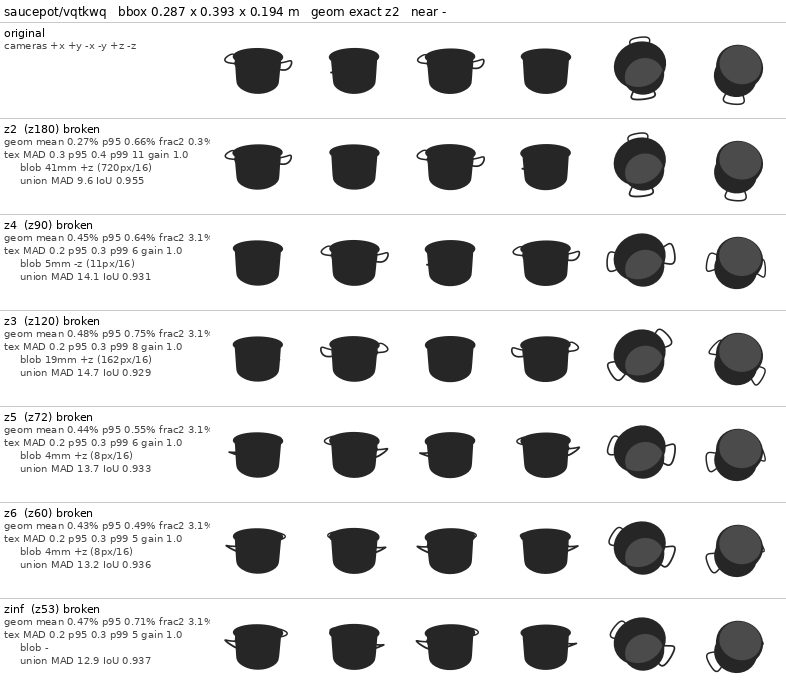 saucepot/vqtkwq   bbox 0.287 x 0.393 x 0.194 m   geom exact z2   near -
original
cameras +x +y -x -y +z -z
z2  (z180) broken
geom mean 0.27% p95 0.66% frac2 0.3%
tex MAD 0.3 p95 0.4 p99 11 gain 1.0
blob 41mm +z (720px/16)
union MAD 9.6 IoU 0.955
z4  (z90) broken
geom mean 0.45% p95 0.64% frac2 3.1%
tex MAD 0.2 p95 0.3 p99 6 gain 1.0
blob 5mm -z (11px/16)
union MAD 14.1 IoU 0.931
z3  (z120) broken
geom mean 0.48% p95 0.75% frac2 3.1%
tex MAD 0.2 p95 0.3 p99 8 gain 1.0
blob 19mm +z (162px/16)
union MAD 14.7 IoU 0.929
z5  (z72) broken
geom mean 0.44% p95 0.55% frac2 3.1%
tex MAD 0.2 p95 0.3 p99 6 gain 1.0
blob 4mm +z (8px/16)
union MAD 13.7 IoU 0.933
z6  (z60) broken
geom mean 0.43% p95 0.49% frac2 3.1%
tex MAD 0.2 p95 0.3 p99 5 gain 1.0
blob 4mm +z (8px/16)
union MAD 13.2 IoU 0.936
zinf  (z53) broken
geom mean 0.47% p95 0.71% frac2 3.1%
tex MAD 0.2 p95 0.3 p99 5 gain 1.0
blob -
union MAD 12.9 IoU 0.937